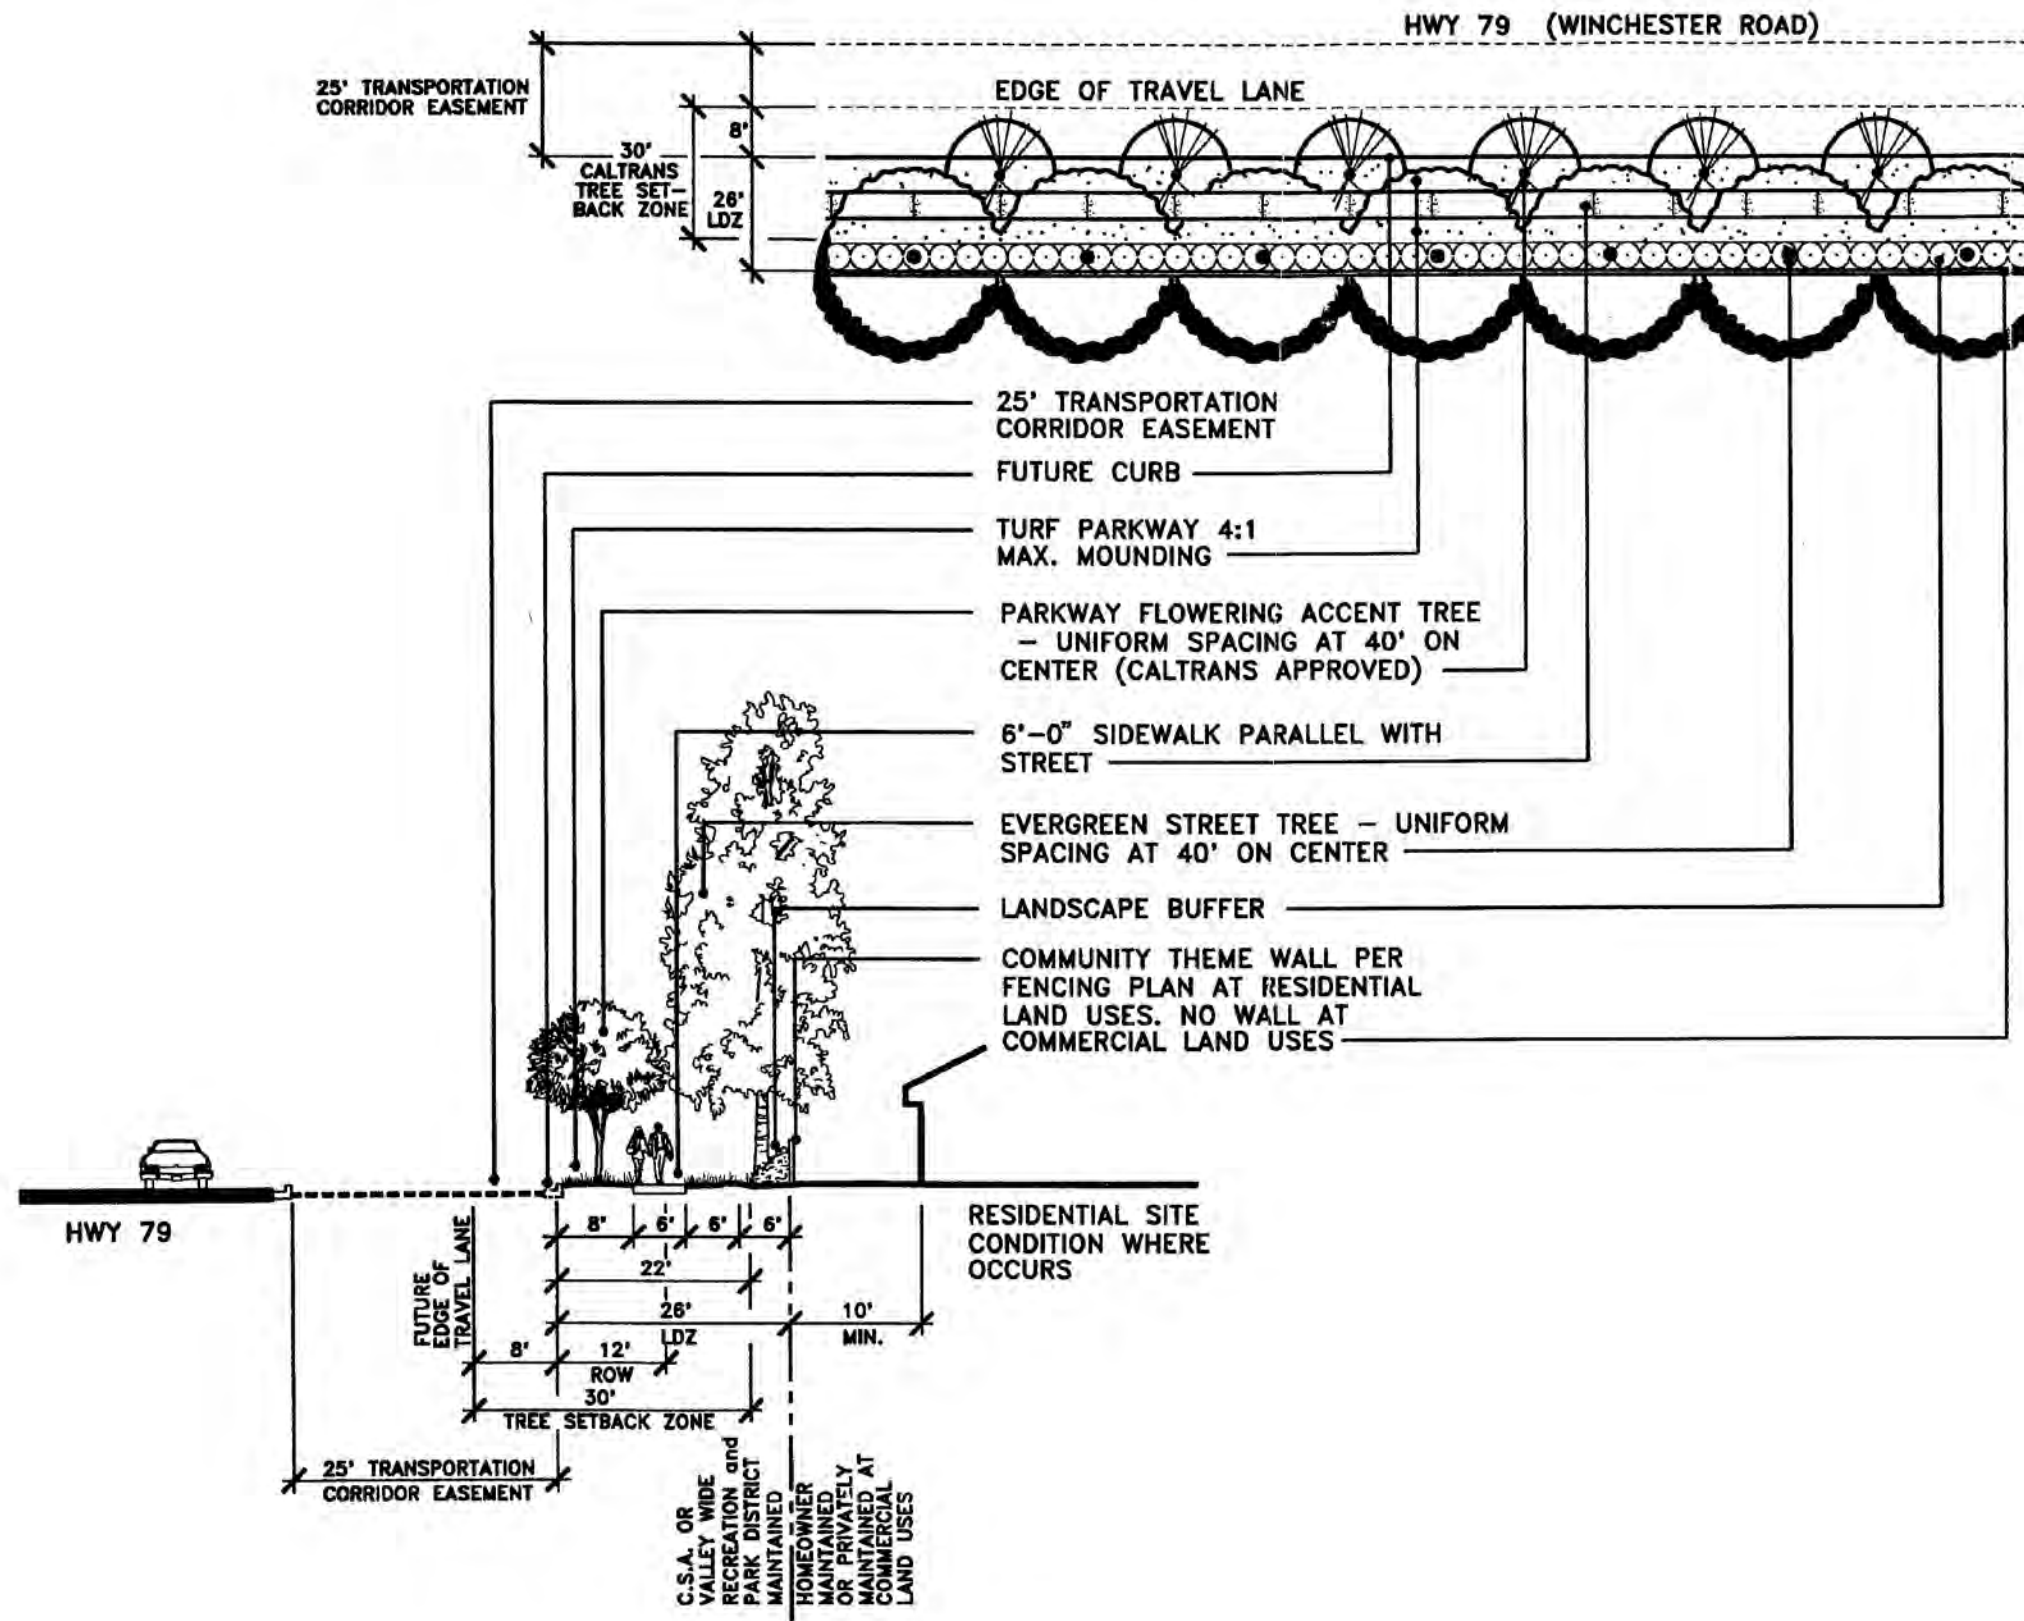 HWY 79 (WINCHESTER ROAD)
25' TRANSPORTATION
CORRIDOR EASEMENT
EDGE OF TRAVEL LANE
8'
30'
CALTRANS
TREE SET-
BACK ZONE
26'
LDZ
25' TRANSPORTATION
CORRIDOR EASEMENT
FUTURE CURB
TURF PARKWAY 4:1
MAX. MOUNDING
PARKWAY FLOWERING ACCENT TREE
- UNIFORM SPACING AT 40' ON
CENTER (CALTRANS APPROVED)
6'-0" SIDEWALK PARALLEL WITH
STREET
EVERGREEN STREET TREE - UNIFORM
SPACING AT 40' ON CENTER
LANDSCAPE BUFFER
COMMUNITY THEME WALL PER
FENCING PLAN AT RESIDENTIAL
LAND USES. NO WALL AT
COMMERCIAL LAND USES
HWY 79
RESIDENTIAL SITE
CONDITION WHERE
OCCURS
8' 6' 6' 6'
22'
26'
LDZ
10'
MIN.
FUTURE
EDGE OF
TRAVEL LANE
8'
12'
ROW
30'
TREE SETBACK ZONE
25' TRANSPORTATION
CORRIDOR EASEMENT
C.S.A. OR
VALLEY WIDE
RECREATION and
PARK DISTRICT
MAINTAINED
HOMEOWNER
MAINTAINED
OR PRIVATELY
MAINTAINED AT
COMMERCIAL
LAND USES